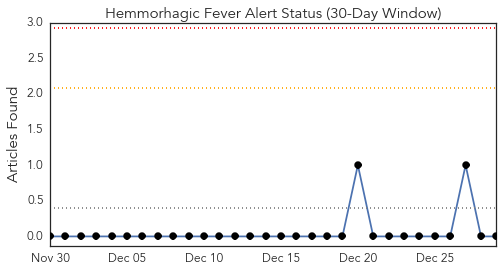 Hemmorhagic Fever Alert Status (30-Day Window)
Articles Found
3.0
2.5
2.0
1.5
1.0
0.5
0.0
Nov 30 Dec 05 Dec 10 Dec 15 Dec 20 Dec 25